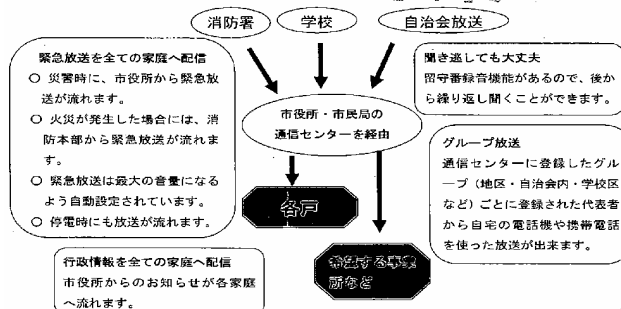 消防署
学校
自治会放送
緊急放送を全ての家庭へ配信
○ 災害時に、市役所から緊急放
送が流れます。
○ 火災が発生した場合には、消
防本部から緊急放送が流れま
す。
○ 緊急放送は最大の音量になる
よう自動設定されています。
○ 停電時にも放送が流れます。
聞き逃しても大丈夫
留守番録音機能があるので、後か
ら繰り返し聞くことができます。
市役所・市民局の
通信センターを経由
グループ放送
通信センターに登録したグル
ープ（地区・自治会内・学校区
など）ごとに登録された代表者
から自宅の電話機や携帯電話
を使った放送が出来ます。
各戸
希望する事業
所など
行政情報を全ての家庭へ配信
市役所からのお知らせが各家庭
へ流れます。